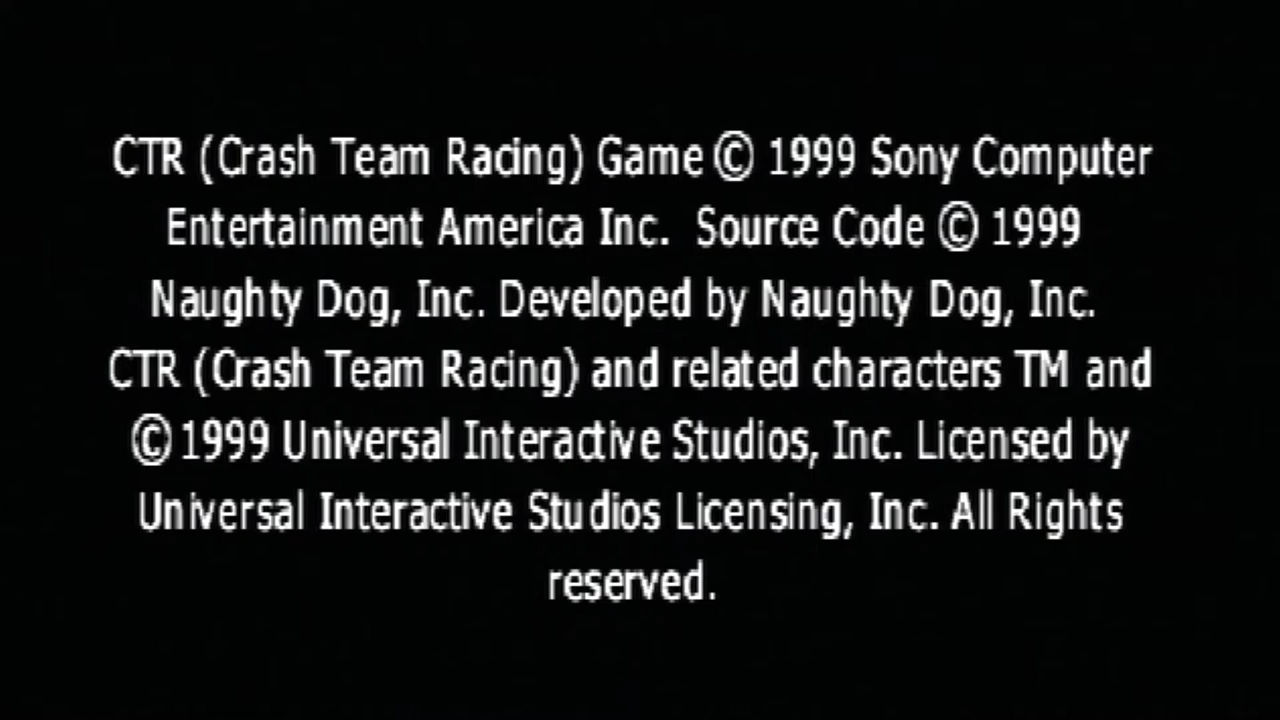 CTR (Crash Team Racing) Game © 1999 Sony Computer
Entertainment America Inc.  Source Code © 1999
Naughty Dog, Inc. Developed by Naughty Dog, Inc.
CTR (Crash Team Racing) and related characters TM and
© 1999 Universal Interactive Studios, Inc. Licensed by
Universal Interactive Studios Licensing, Inc. All Rights
reserved.